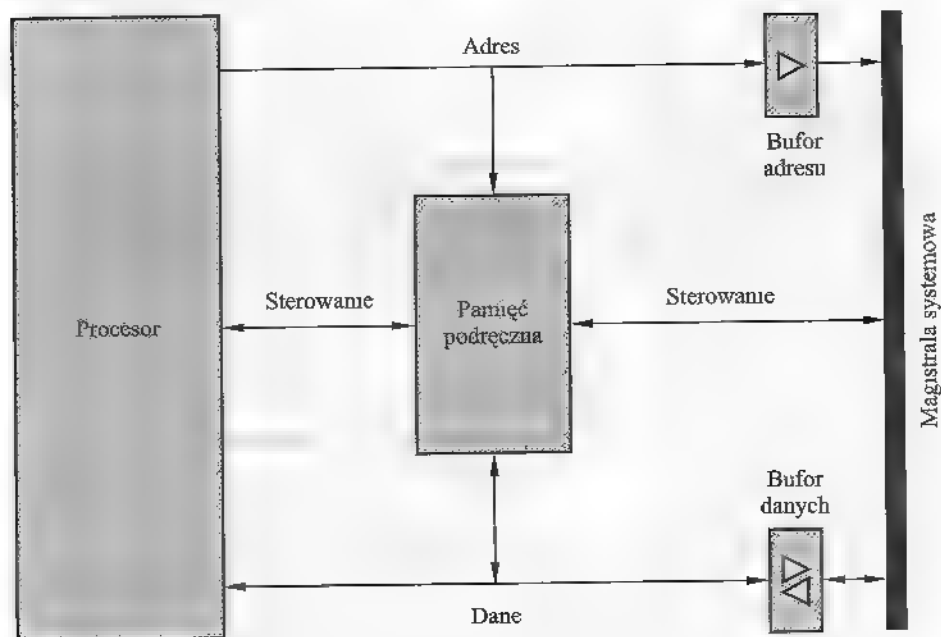 Adres
Bufor
adresu
Sterowanie
Sterowanie
Procesor
Pamięć
podręczna
Magistrala systemowa
Bufor
danych
Dane